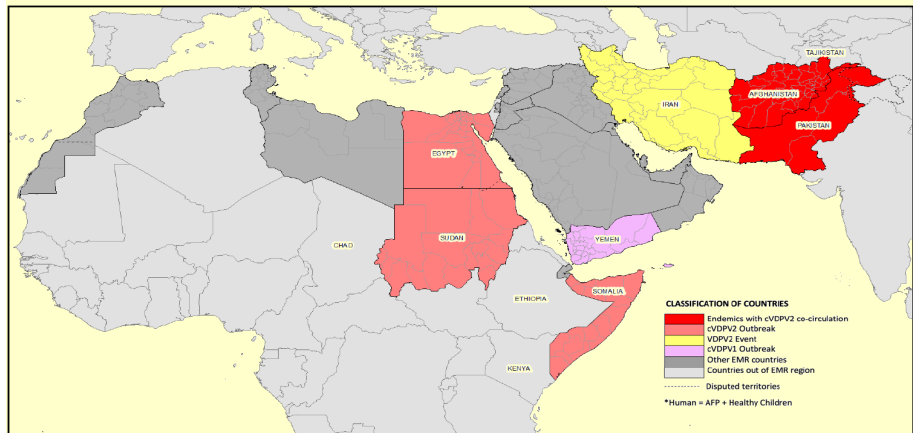 TAJIKISTAN
AFGHANISTAN
IRAN
PAKISTAN
EGYPT
CHAD
SUDAN
YEMEN
ETHIOPIA
SOMALIA
KENYA
CLASSIFICATION OF COUNTRIES
Endemics with cVDPV2 co-circulation
cVDPV2 Outbreak
VDPV2 Event
cVDPV1 Outbreak
Other EMR countries
Countries out of EMR region
Disputed territories
*Human = AFP + Healthy Children